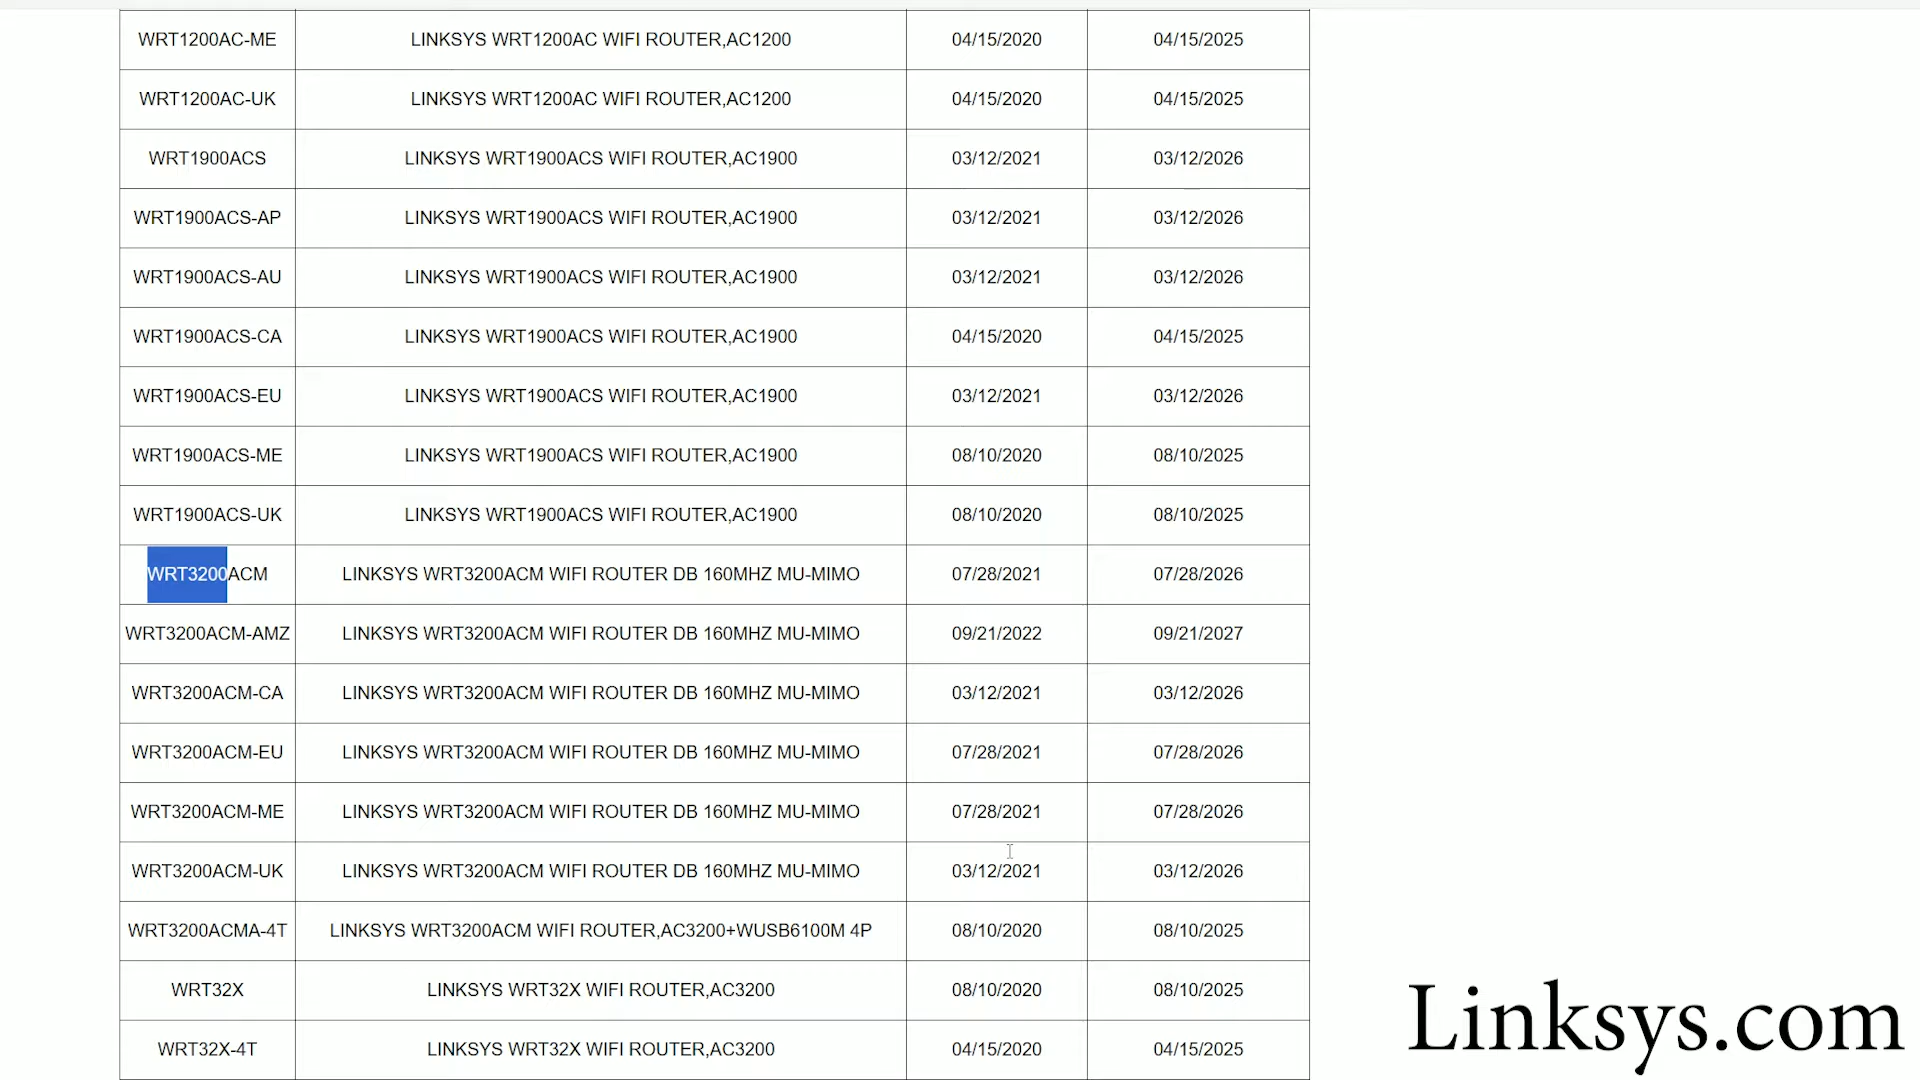 WRT1200AC-ME LINKSYS WRT1200AC WIFI ROUTER,AC1200 04/15/2020 04/15/2025
WRT1200AC-UK LINKSYS WRT1200AC WIFI ROUTER,AC1200 04/15/2020 04/15/2025
WRT1900ACS LINKSYS WRT1900ACS WIFI ROUTER,AC1900 03/12/2021 03/12/2026
WRT1900ACS-AP LINKSYS WRT1900ACS WIFI ROUTER,AC1900 03/12/2021 03/12/2026
WRT1900ACS-AU LINKSYS WRT1900ACS WIFI ROUTER,AC1900 03/12/2021 03/12/2026
WRT1900ACS-CA LINKSYS WRT1900ACS WIFI ROUTER,AC1900 04/15/2020 04/15/2025
WRT1900ACS-EU LINKSYS WRT1900ACS WIFI ROUTER,AC1900 03/12/2021 03/12/2026
WRT1900ACS-ME LINKSYS WRT1900ACS WIFI ROUTER,AC1900 08/10/2020 08/10/2025
WRT1900ACS-UK LINKSYS WRT1900ACS WIFI ROUTER,AC1900 08/10/2020 08/10/2025
WRT3200ACM LINKSYS WRT3200ACM WIFI ROUTER DB 160MHZ MU-MIMO 07/28/2021 07/28/2026
WRT3200ACM-AMZ LINKSYS WRT3200ACM WIFI ROUTER DB 160MHZ MU-MIMO 09/21/2022 09/21/2027
WRT3200ACM-CA LINKSYS WRT3200ACM WIFI ROUTER DB 160MHZ MU-MIMO 03/12/2021 03/12/2026
WRT3200ACM-EU LINKSYS WRT3200ACM WIFI ROUTER DB 160MHZ MU-MIMO 07/28/2021 07/28/2026
WRT3200ACM-ME LINKSYS WRT3200ACM WIFI ROUTER DB 160MHZ MU-MIMO 07/28/2021 07/28/2026
WRT3200ACM-UK LINKSYS WRT3200ACM WIFI ROUTER DB 160MHZ MU-MIMO 03/12/2021 03/12/2026
WRT3200ACMA-4T LINKSYS WRT3200ACM WIFI ROUTER,AC3200+WUSB6100M 4P 08/10/2020 08/10/2025
WRT32X LINKSYS WRT32X WIFI ROUTER,AC3200 08/10/2020 08/10/2025
WRT32X-4T LINKSYS WRT32X WIFI ROUTER,AC3200 04/15/2020 04/15/2025
Linksys.com